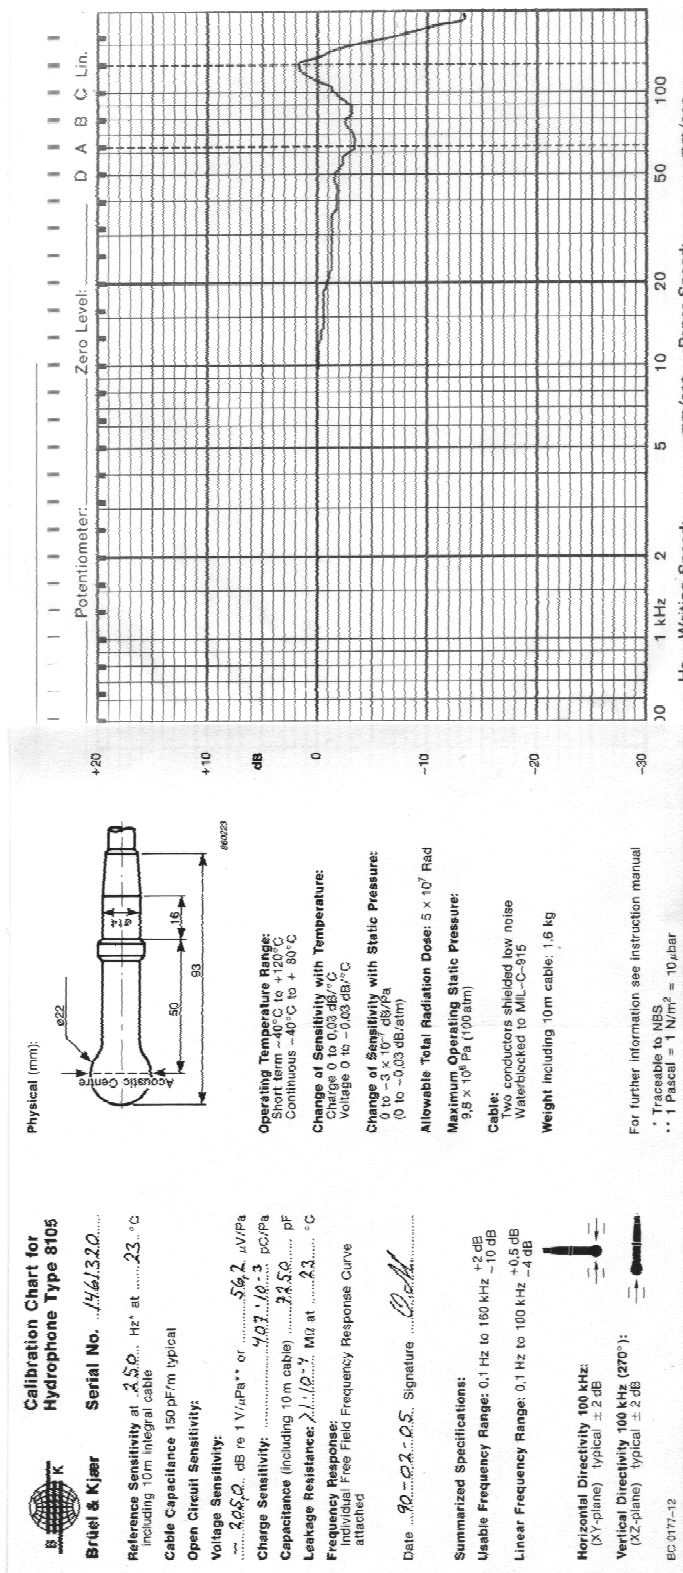 Calibration Chart for
Hydrophone Type 8105
B K
Brüel & Kjær
Serial No. 1461320
Reference Sensitivity at 250 Hz* at 23 °C
including 10m integral cable
Cable Capacitance 150 pF/m typical
Open Circuit Sensitivity:
Voltage Sensitivity:
– 205,0 dB re 1 V/µPa** or 56,2 µV/Pa
Charge Sensitivity: 407·10-3 pC/Pa
Capacitance (including 10m cable) 7250 pF
Leakage Resistance: MΩ at 23 °C
Frequency Response:
Individual Free Field Frequency Response Curve
attached
Date 90-02-05 Signature
Summarized Specifications:
Usable Frequency Range: 0,1 Hz to 160 kHz +2 dB –10 dB
Linear Frequency Range: 0,1 Hz to 100 kHz +0,5 dB –4 dB
Horizontal Directivity 100 kHz:
(XY-plane) typical ± 2 dB
Vertical Directivity 100 kHz (270°):
(XZ-plane) typical ± 2 dB
BC 0177–12
Physical (mm):
ø22
Acoustic Centre
50
16
93
860223
Operating Temperature Range:
Short term –40°C to +120°C
Continuous –40°C to + 80°C
Change of Sensitivity with Temperature:
Charge 0 to 0,03 dB/°C
Voltage 0 to –0,03 dB/°C
Change of Sensitivity with Static Pressure:
0 to –3 × 10⁻⁷ dB/Pa
(0 to –0,03 dB/atm)
Allowable Total Radiation Dose: 5 × 10⁷ Rad
Maximum Operating Static Pressure:
9,8 × 10⁶ Pa (100 atm)
Cable:
Two conductors shielded low noise
Waterblocked to MIL–C–915
Weight including 10m cable: 1,6 kg
For further information see instruction manual
* Traceable to NBS
** 1 Pascal = 1 N/m² = 10 µbar
Potentiometer:
Zero Level:
D A B C Lin.
+20
+10
dB
0
-10
-20
-30
1 kHz
2
5
10
20
50
100